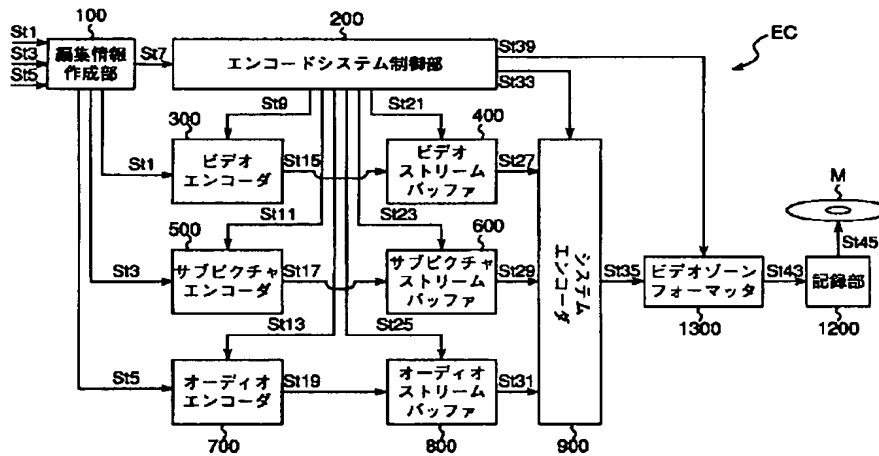 100
200
EC
St1
St3
St5
編集情報
作成部
St7
エンコードシステム制御部
St39
St33
St9
St21
300
400
St1
ビデオ
エンコーダ
St15
ビデオ
ストリーム
バッファ
St27
M
St11
St23
St45
500
600
St3
サブピクチャ
エンコーダ
St17
サブピクチャ
ストリーム
バッファ
St29
システム
エンコーダ
St35
ビデオゾーン
フォーマッタ
St43
記録部
1300
1200
St13
St25
St5
オーディオ
エンコーダ
St19
オーディオ
ストリーム
バッファ
St31
700
800
900